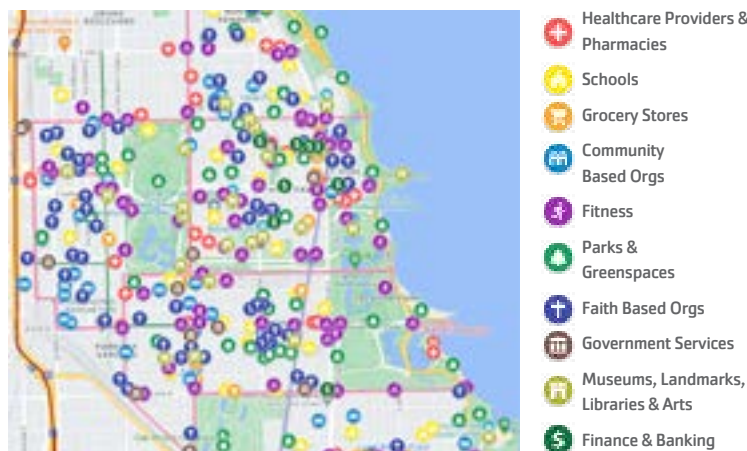 Healthcare Providers &
Pharmacies
Schools
Grocery Stores
Community
Based Orgs
Fitness
Parks &
Greenspaces
Faith Based Orgs
Government Services
Museums, Landmarks,
Libraries & Arts
Finance & Banking